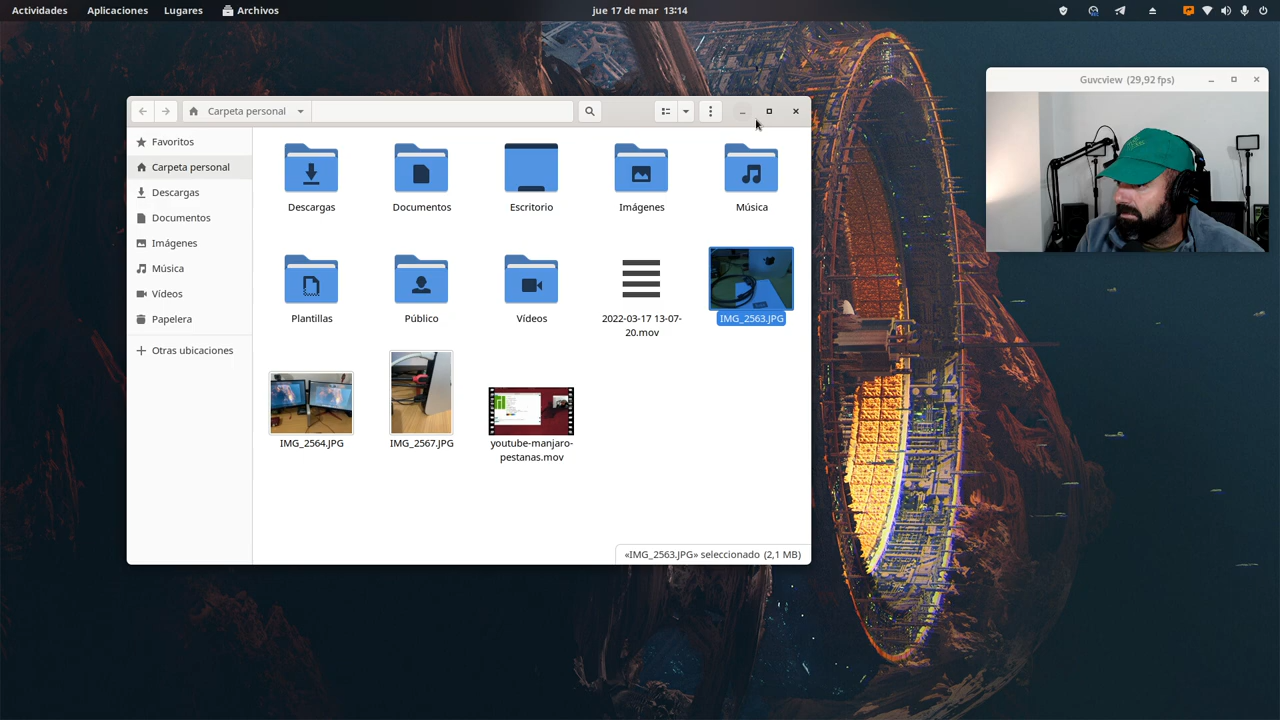 Actividades Aplicaciones Lugares Archivos jue 17 de mar 13:14
Guvcview (29,92 fps)
Carpeta personal
Favoritos
Carpeta personal
Descargas
Documentos
Imágenes
Música
Vídeos
Papelera
Otras ubicaciones
Descargas Documentos Escritorio Imágenes Música
Plantillas Público Vídeos 2022-03-17 13-07- IMG_2563.JPG
20.mov
IMG_2564.JPG IMG_2567.JPG youtube-manjaro-
pestanas.mov
«IMG_2563.JPG» seleccionado (2,1 MB)